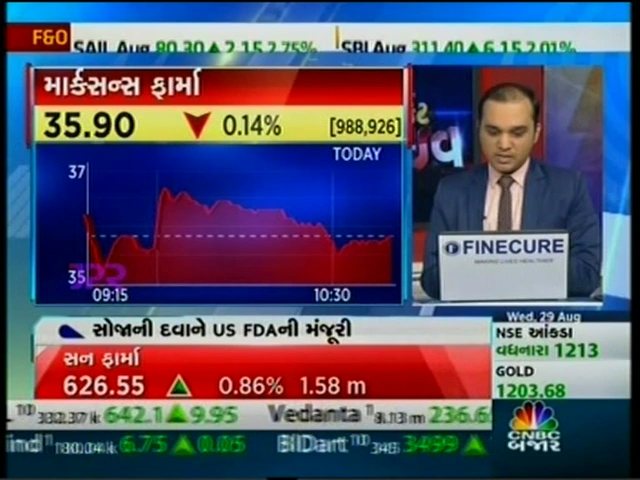 F&O
SAIL Aug 80.30 ▲ 2.15 2.75%
SBI Aug 311.40 ▲ 6.15 2.01%
માર્કસન્સ ફાર્મા
35.90 ▼ 0.14% [988,926]
TODAY
37
35
09:15 10:30
FINECURE
Wed, 29 Aug
સોજાની દવાને US FDAની મંજૂરી
સન ફાર્મા
626.55 ▲ 0.86% 1.58 m
NSE આંકડા
વધનારા 1213
GOLD
1203.68
642.1 ▲ 9.95 Vedanta
6.75 ▲ 0.05 BlDart
CNBC
બજાર